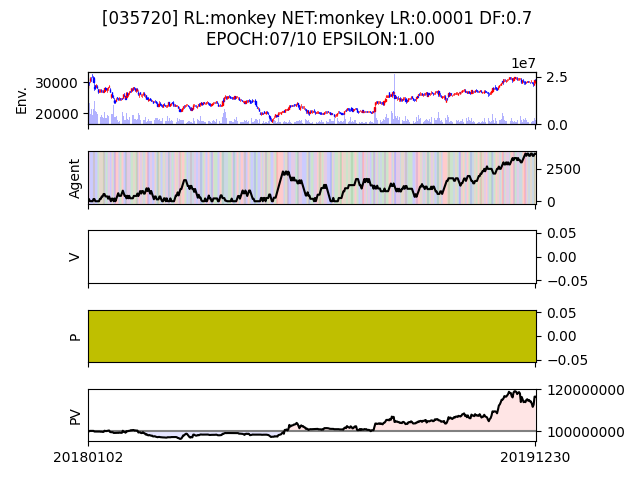 [035720] RL:monkey NET:monkey LR:0.0001 DF:0.7
EPOCH:07/10 EPSILON:1.00
1e7
Env.
30000
20000
2.5
0.0
Agent
2500
0
V
0.05
0.00
−0.05
P
0.05
0.00
−0.05
PV
120000000
100000000
20180102
20191230